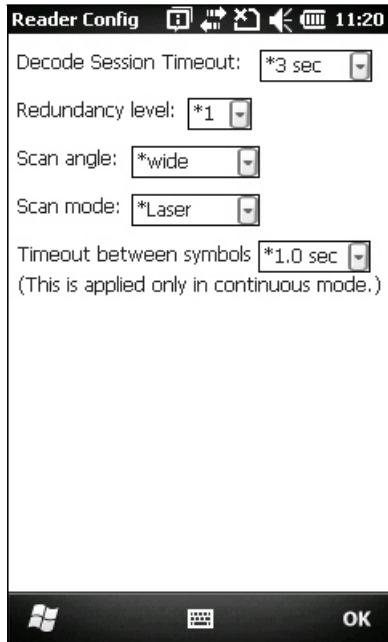 Reader Config 11:20
Decode Session Timeout: *3 sec
Redundancy level: *1
Scan angle: *wide
Scan mode: *Laser
Timeout between symbols *1.0 sec
(This is applied only in continuous mode.)
OK